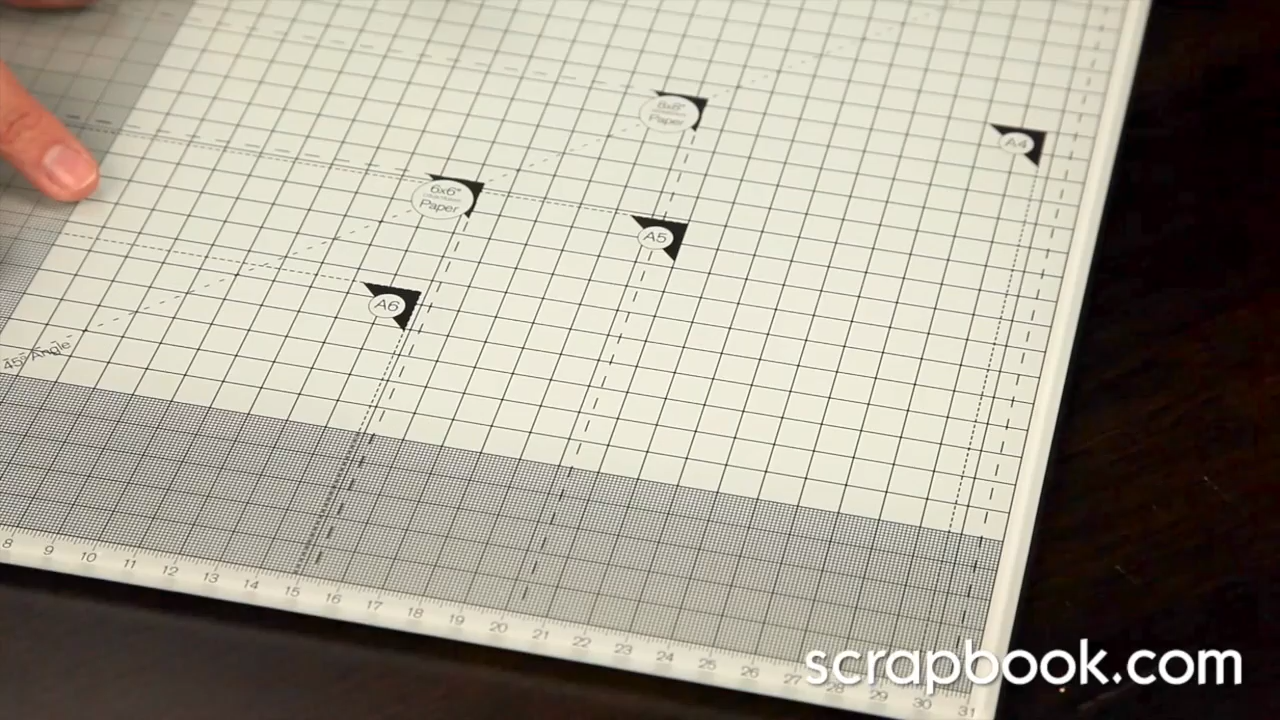 8x8"
Paper
A4
6x6"
Paper
A5
A6
45° Angle
8 9 10 11 12 13 14 15 16 17 18 19 20 21 22 23 24 25 26 27 28 29 30 31
scrapbook.com